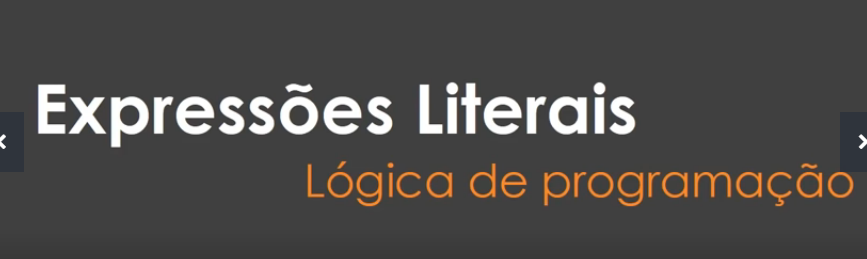 Expressões Literais
Lógica de programação